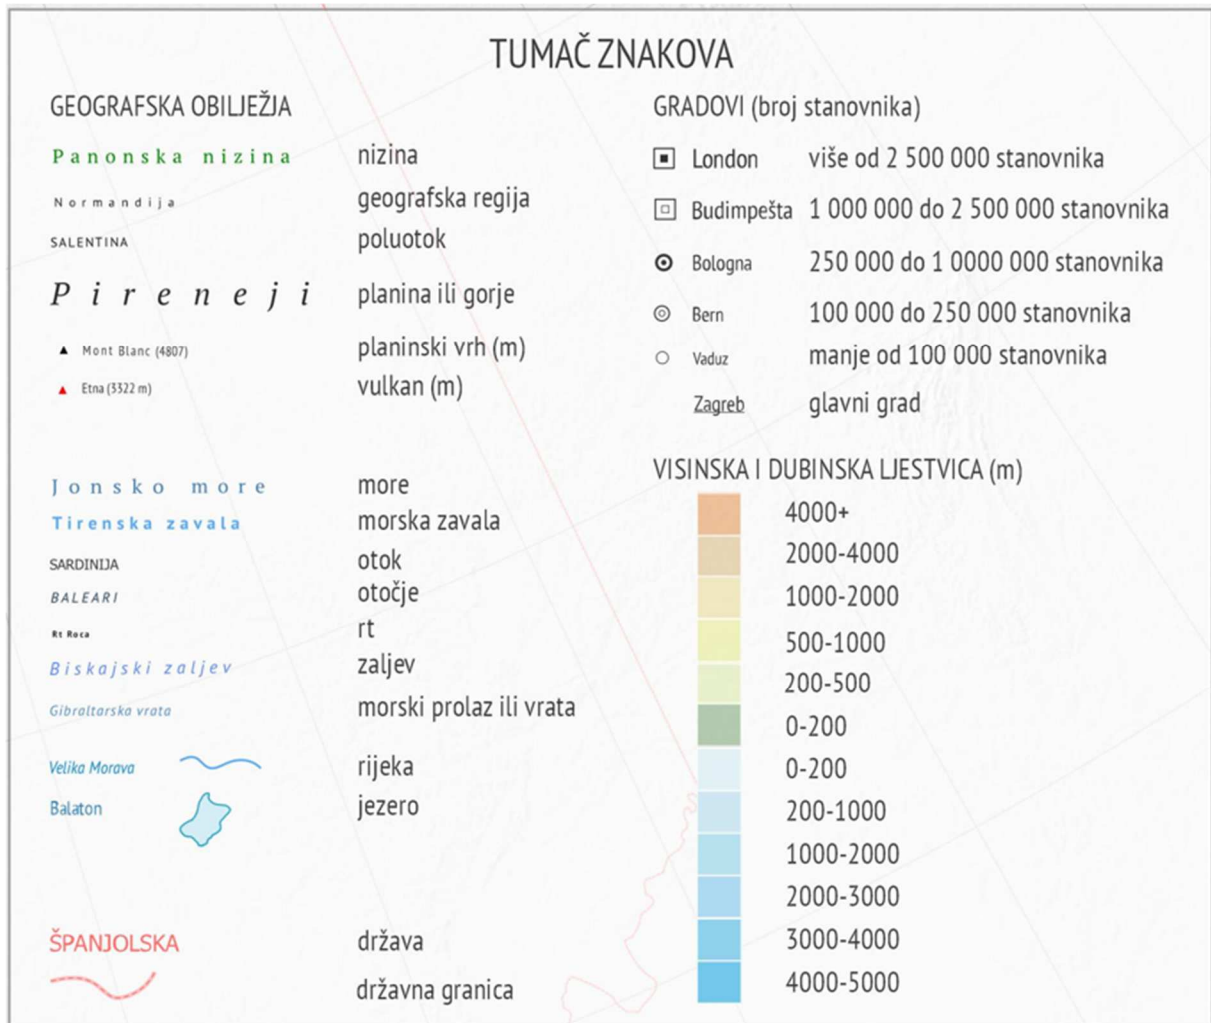 TUMAČ ZNAKOVA
GEOGRAFSKA OBILJEŽJA
Panonska nizina nizina
Normandija geografska regija
SALENTINA poluotok
Pireneji planina ili gorje
Mont Blanc (4807) planinski vrh (m)
Etna (3322 m) vulkan (m)
Jonsko more more
Tirenska zavala morska zavala
SARDINIJA otok
BALEARI otočje
Rt Roca rt
Biskajski zaljev zaljev
Gibraltarska vrata morski prolaz ili vrata
Velika Morava rijeka
Balaton jezero
ŠPANJOLSKA država
državna granica
GRADOVI (broj stanovnika)
London više od 2 500 000 stanovnika
Budimpešta 1 000 000 do 2 500 000 stanovnika
Bologna 250 000 do 1 0000 000 stanovnika
Bern 100 000 do 250 000 stanovnika
Vaduz manje od 100 000 stanovnika
Zagreb glavni grad
VISINSKA I DUBINSKA LJESTVICA (m)
4000+
2000-4000
1000-2000
500-1000
200-500
0-200
0-200
200-1000
1000-2000
2000-3000
3000-4000
4000-5000